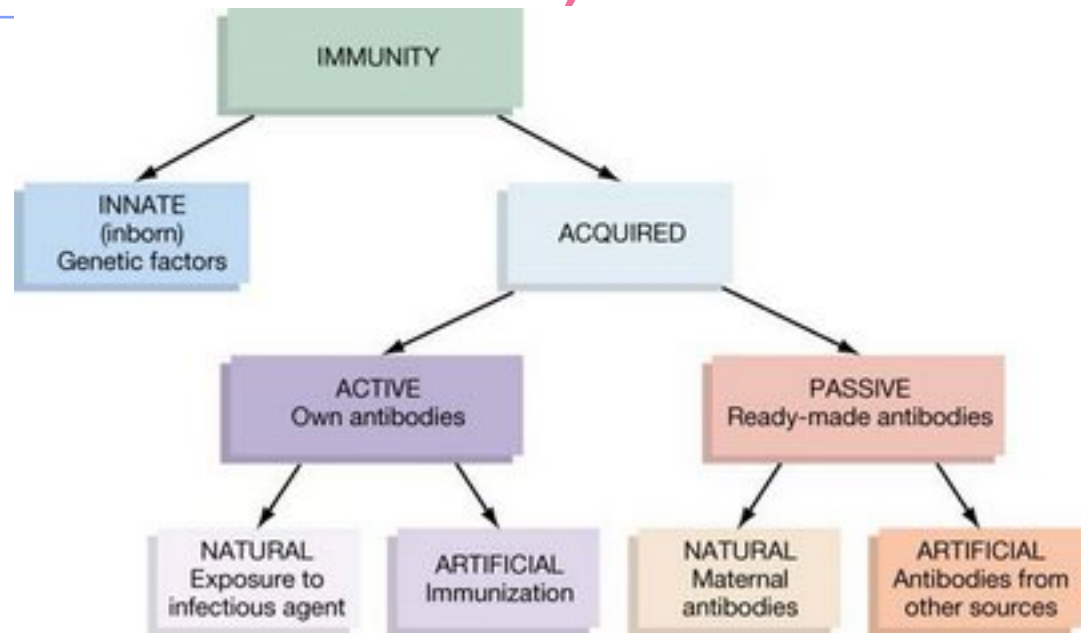 IMMUNITY
INNATE
(inborn)
Genetic factors
ACQUIRED
ACTIVE
Own antibodies
PASSIVE
Ready-made antibodies
NATURAL
Exposure to
infectious agent
ARTIFICIAL
Immunization
NATURAL
Maternal
antibodies
ARTIFICIAL
Antibodies from
other sources